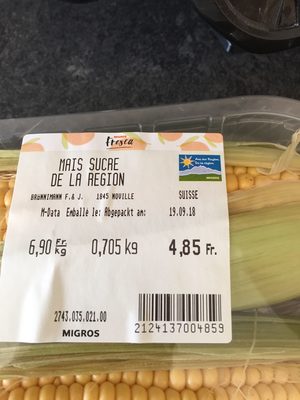 Fresca
MAIS SUCRE
DE LA REGION
BRUNNIMANN F.& J. 1845 NOVILLE SUISSE
M-Data Emballé le: Abgepackt am: 19.09.18
6,90 Fr./kg 0,705 kg 4,85 Fr.
2743.035.021.00
MIGROS
2124137004859